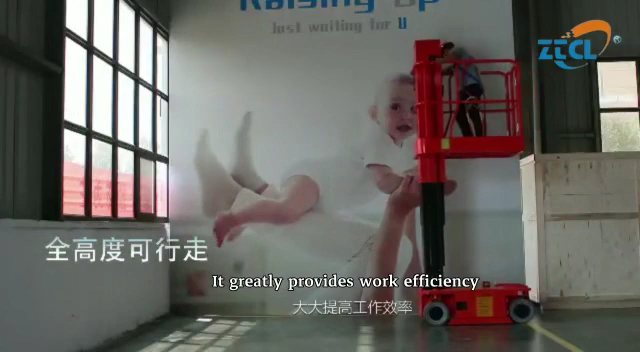 Raising Up
Just waiting for U
ZTCL
全高度可行走
It greatly provides work efficiency
大大提高工作效率